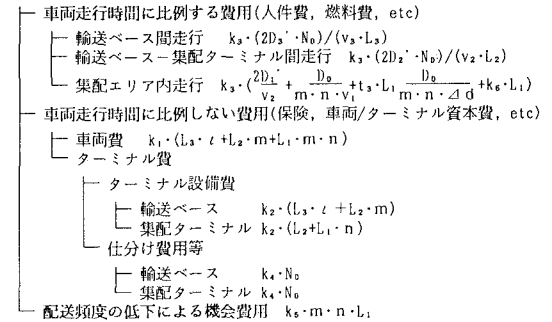 車両走行時間に比例する費用(人件費, 燃料費, etc)
輸送ベース間走行 k₃·(2D₃'·N₀)/(v₃·L₃)
輸送ベース−集配ターミナル間走行 k₃·(2D₂'·N₀)/(v₂·L₂)
集配エリア内走行 k₃·(2D₁'/v₂ + D₀/m·n·v₁ +t₃·L₁ D₀/m·n·Δd +k₆·L₁)
車両走行時間に比例しない費用(保険, 車両/ターミナル資本費, etc)
車両費 k₁·(L₃·ℓ+L₂·m+L₁·m·n)
ターミナル費
ターミナル設備費
輸送ベース k₂·(L₃·ℓ+L₂·m)
集配ターミナル k₂·(L₂+L₁·n)
仕分け費用等
輸送ベース k₄·N₀
集配ターミナル k₄·N₀
配送頻度の低下による機会費用 k₅·m·n·L₁